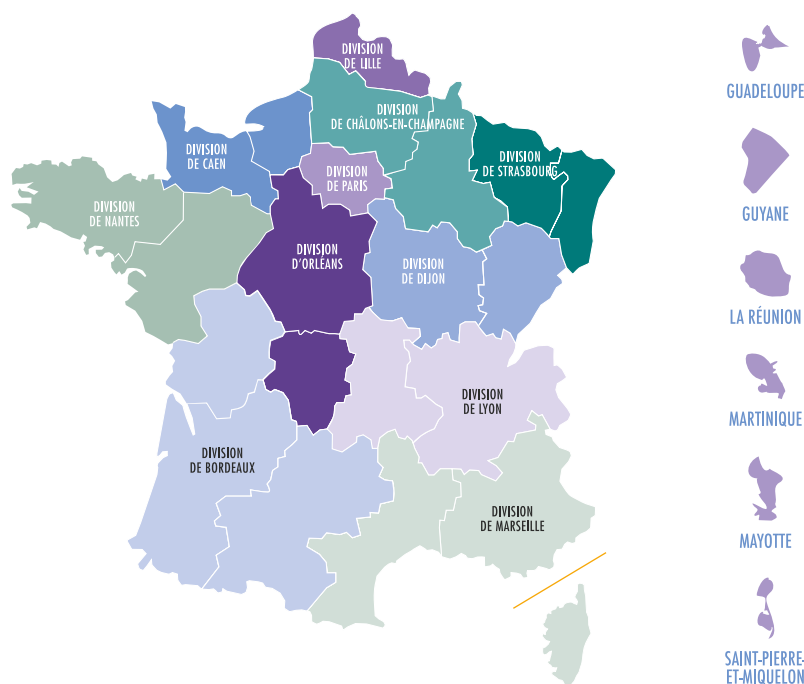 DIVISION
DE LILLE
DIVISION
DE CHÂLONS-EN-CHAMPAGNE
DIVISION
DE CAEN
DIVISION
DE PARIS
DIVISION
DE STRASBOURG
DIVISION
DE NANTES
DIVISION
D'ORLÉANS
DIVISION
DE DIJON
DIVISION
DE LYON
DIVISION
DE BORDEAUX
DIVISION
DE MARSEILLE
GUADELOUPE
GUYANE
LA RÉUNION
MARTINIQUE
MAYOTTE
SAINT-PIERRE-
ET-MIQUELON